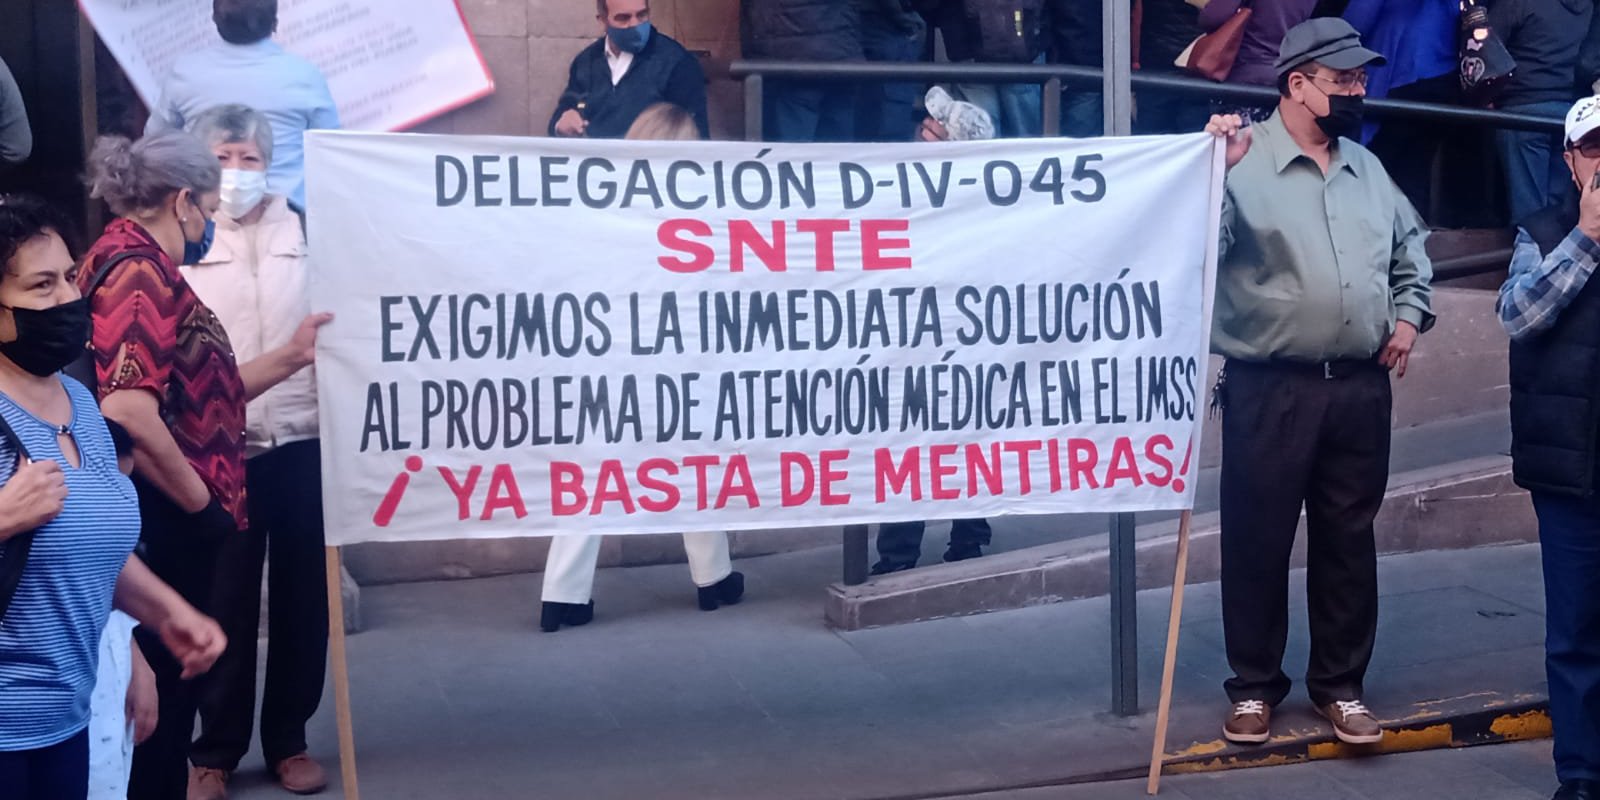 DELEGACIÓN D-IV-045
SNTE
EXIGIMOS LA INMEDIATA SOLUCIÓN
AL PROBLEMA DE ATENCIÓN MÉDICA EN EL IMSS
¡YA BASTA DE MENTIRAS!